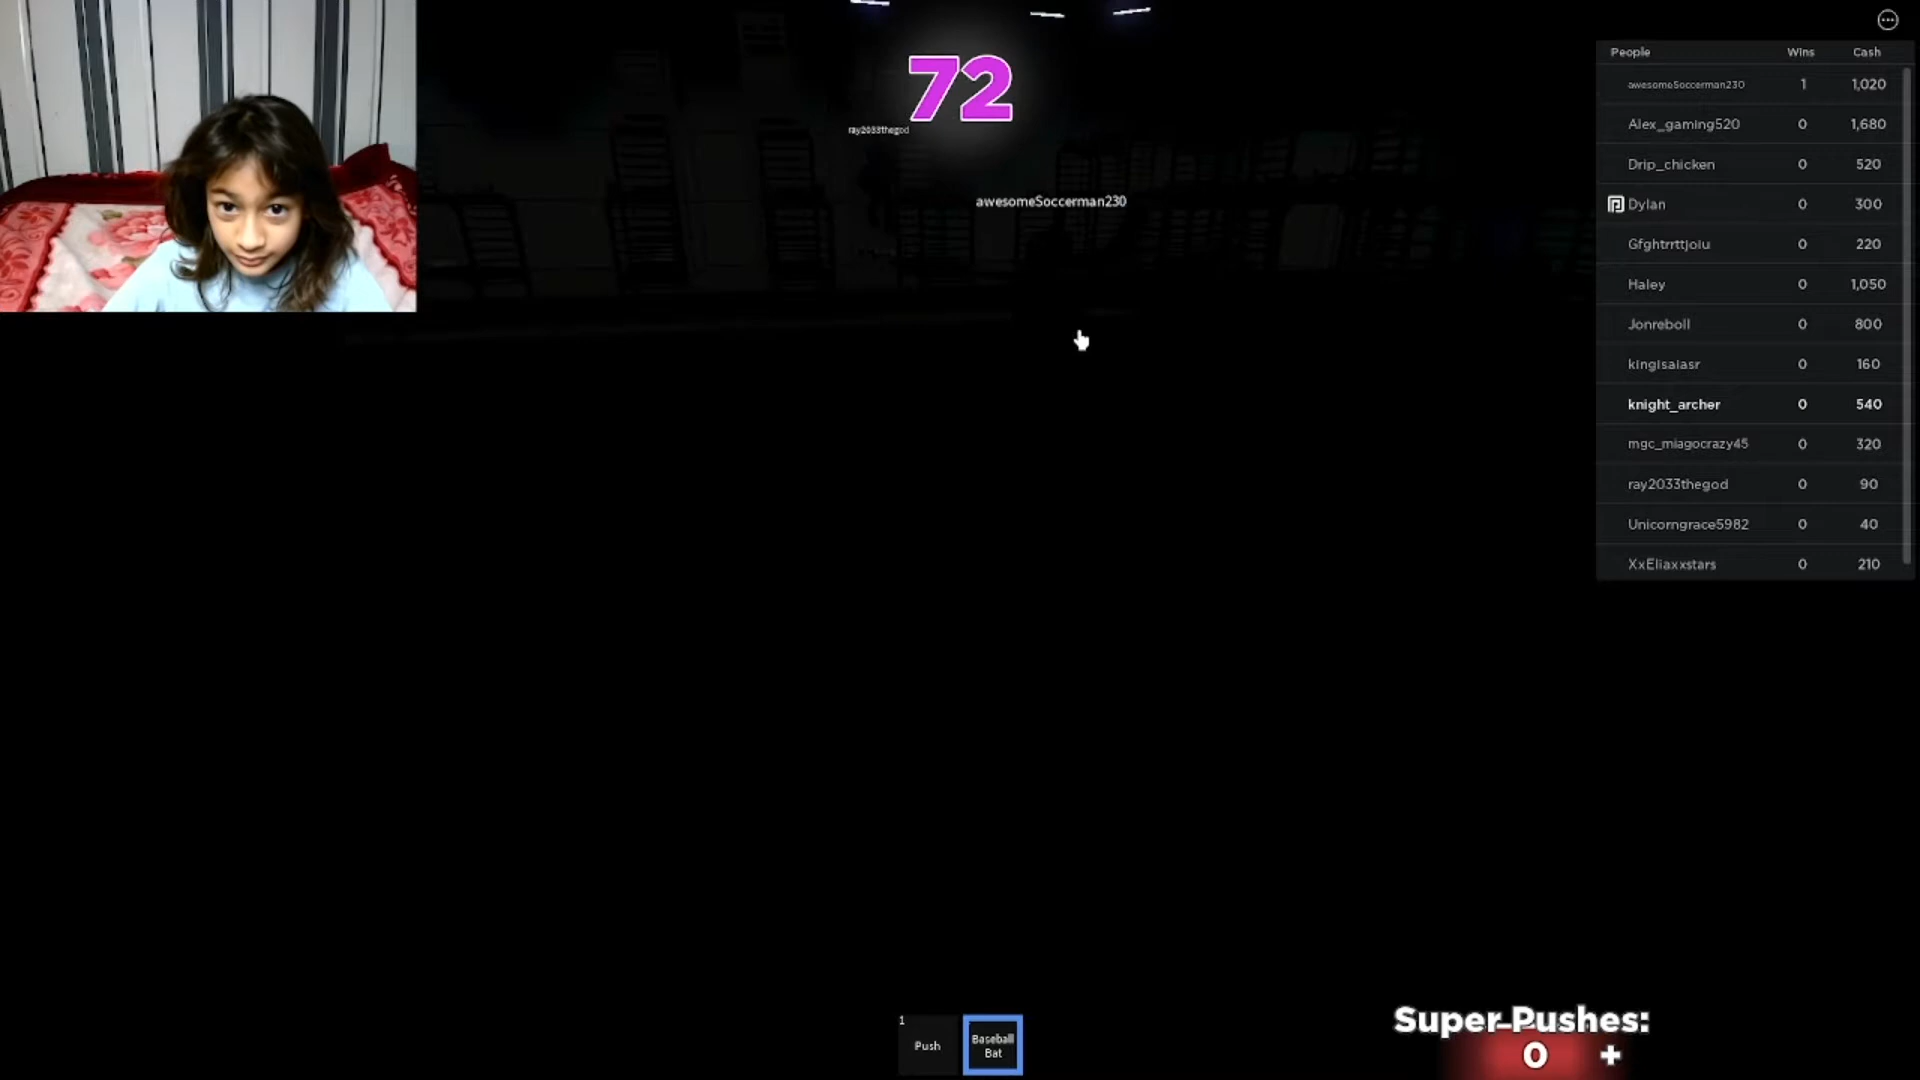 72
ray2033thegod
awesomeSoccerman230
People Wins Cash
awesomeSoccerman230 1 1,020
Alex_gaming520 0 1,680
Drip_chicken 0 520
Dylan 0 300
Gfghtrrttjoiu 0 220
Haley 0 1,050
Jonreboll 0 800
kingisaiasr 0 160
knight_archer 0 540
mgc_miagocrazy45 0 320
ray2033thegod 0 90
Unicorngrace5982 0 40
XxEliaxxstars 0 210
1
Push
Baseball
Bat
Super Pushes:
0 +